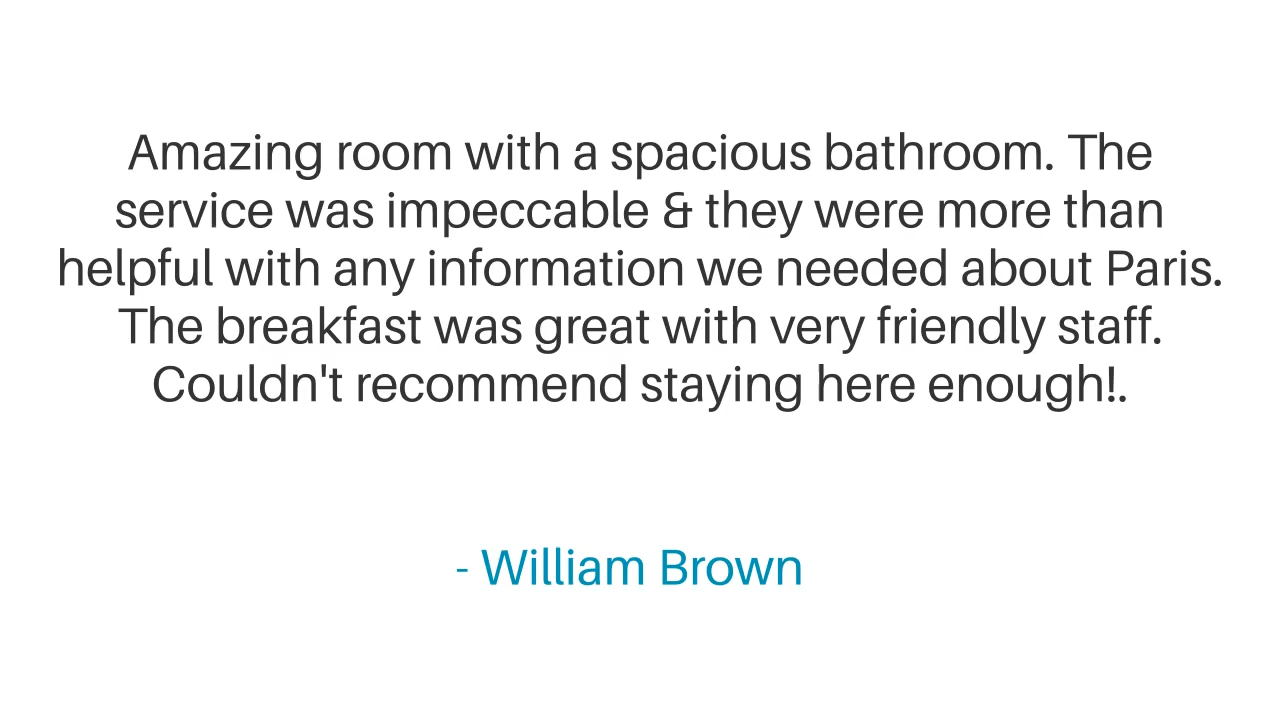 Amazing room with a spacious bathroom. The
service was impeccable & they were more than
helpful with any information we needed about Paris.
The breakfast was great with very friendly staff.
Couldn't recommend staying here enough!.
- William Brown